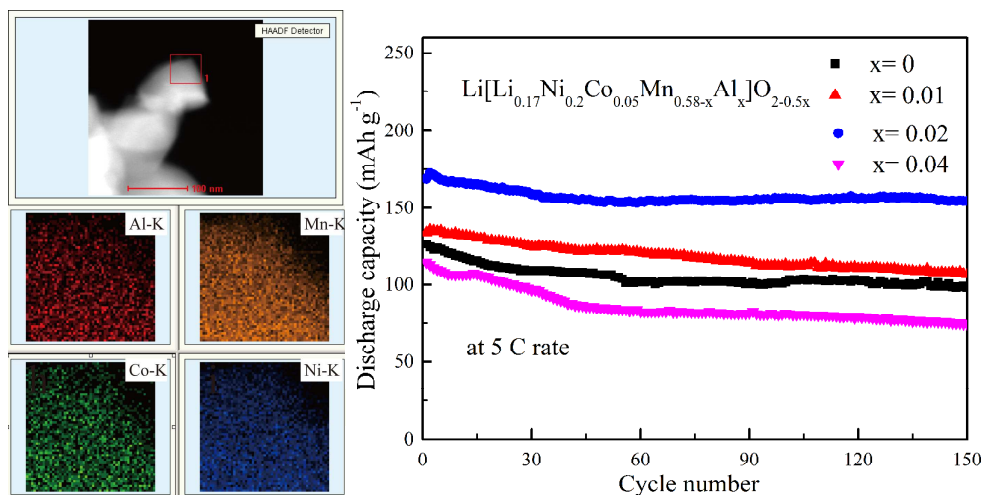 HAADF Detector
1
100 nm
Al-K
Mn-K
Co-K
Ni-K
Discharge capacity (mAh g⁻¹)
250
200
150
100
50
0
Li[Li₀.₁₇Ni₀.₂Co₀.₀₅Mn₀.₅₈₋ₓAlₓ]O₂₋₀.₅ₓ
x= 0
x= 0.01
x= 0.02
x= 0.04
at 5 C rate
0 30 60 90 120 150
Cycle number